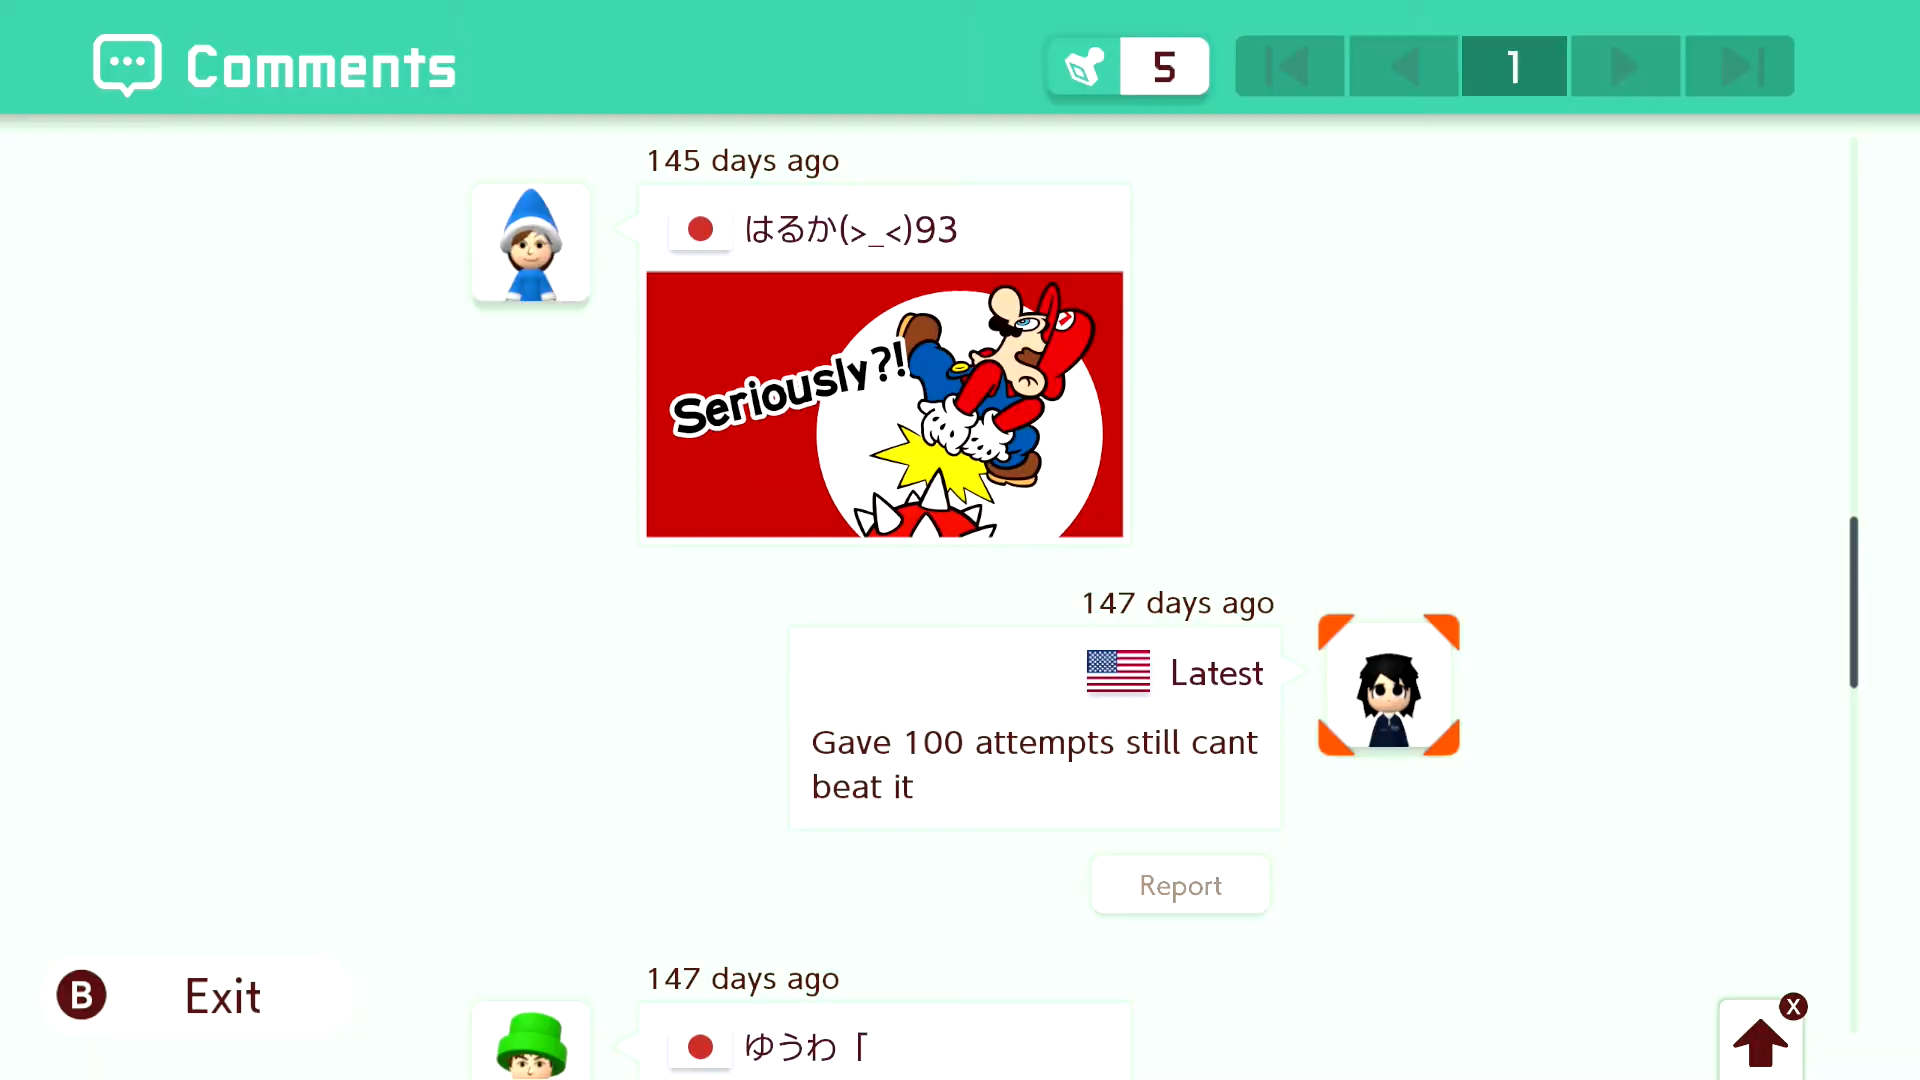 Comments
5
1
145 days ago
はるか(>_<)93
Seriously?!
147 days ago
Latest
Gave 100 attempts still cant
beat it
Report
147 days ago
ゆうわ「
B Exit
X